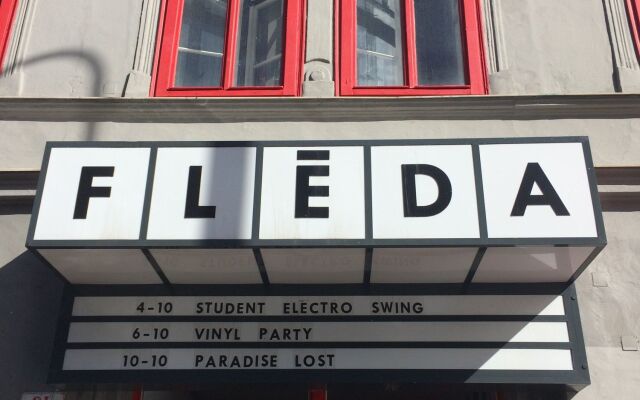 FLĒDA
4-10 STUDENT ELECTRO SWING
6-10 VINYL PARTY
10-10 PARADISE LOST